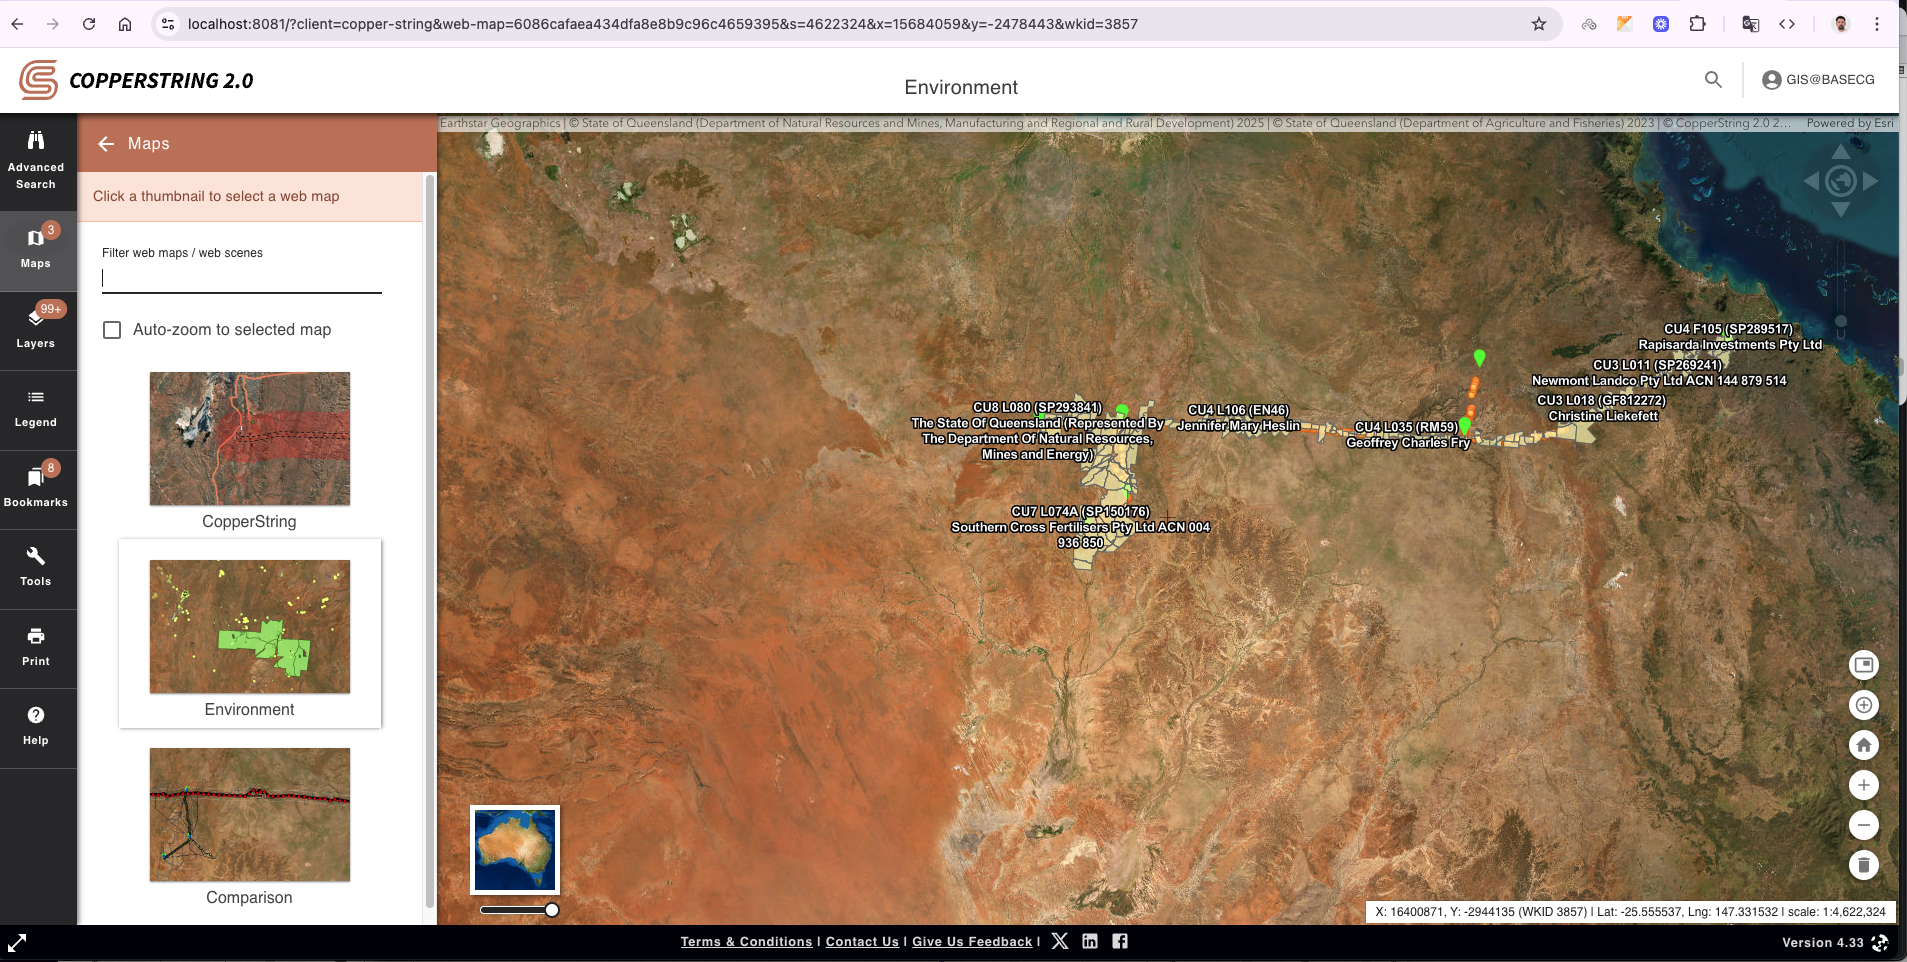 localhost:8081/?client=copper-string&web-map=6086cafaea434dfa8e8b9c96c4659395&s=4622324&x=15684059&y=-2478443&wkid=3857
COPPERSTRING 2.0
Environment
GIS@BASECG
Advanced
Search
3
Maps
99+
Layers
Legend
8
Bookmarks
Tools
Print
Help
Maps
Click a thumbnail to select a web map
Filter web maps / web scenes
Auto-zoom to selected map
CopperString
Environment
Comparison
Earthstar Geographics | © State of Queensland (Department of Natural Resources and Mines, Manufacturing and Regional and Rural Development) 2025 | © State of Queensland (Department of Agriculture and Fisheries) 2023 | © CopperString 2.0 2...
Powered by Esri
CU4 F105 (SP289517)
Rapisarda Investments Pty Ltd
CU3 L011 (SP269241)
Newmont Landco Pty Ltd ACN 144 879 514
CU3 L018 (GF812272)
Christine Liekefett
CU8 L080 (SP293841)
The State Of Queensland (Represented By
The Department Of Natural Resources,
Mines and Energy)
CU4 L106 (EN46)
Jennifer Mary Heslin
CU4 L035 (RM59)
Geoffrey Charles Fry
CU7 L074A (SP150176)
Southern Cross Fertilisers Pty Ltd ACN 004
936 850
X: 16400871, Y: -2944135 (WKID 3857) | Lat: -25.555537, Lng: 147.331532 | scale: 1:4,622,324
Terms & Conditions | Contact Us | Give Us Feedback |
Version 4.33